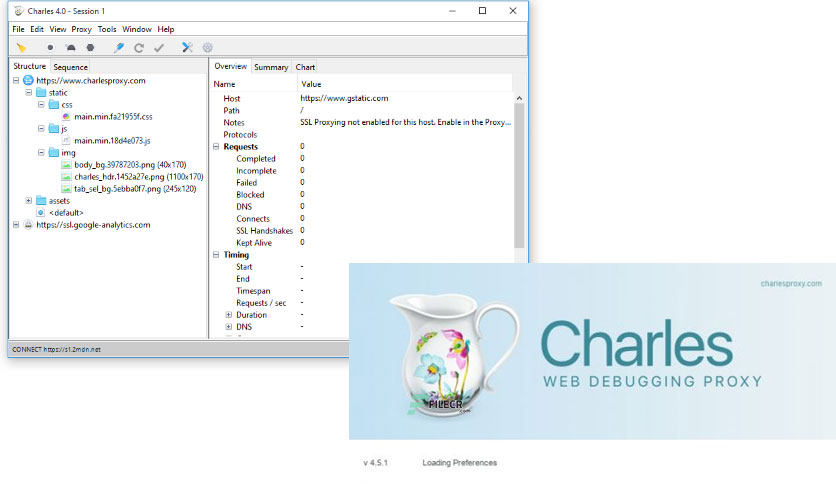 Charles 4.0 - Session 1
File Edit View Proxy Tools Window Help
Structure Sequence
https://www.charlesproxy.com
static
css
main.min.fa21955f.css
js
main.min.18d4e073.js
img
body_bg.39787203.png (40x170)
charles_hdr.1452a27e.png (1100x170)
tab_sel_bg.5ebba0f7.png (245x120)
assets
<default>
https://ssl.google-analytics.com
Overview Summary Chart
Name Value
Host https://www.gstatic.com
Path /
Notes SSL Proxying not enabled for this host. Enable in the Proxy...
Protocols
Requests 0
Completed 0
Incomplete 0
Failed 0
Blocked 0
DNS 0
Connects 0
SSL Handshakes 0
Kept Alive 0
Timing
Start -
End -
Timespan -
Requests / sec -
Duration -
DNS -
CONNECT https://s1.2mdn.net
charlesproxy.com
Charles
WEB DEBUGGING PROXY
FILECR
.com
v 4.5.1 Loading Preferences